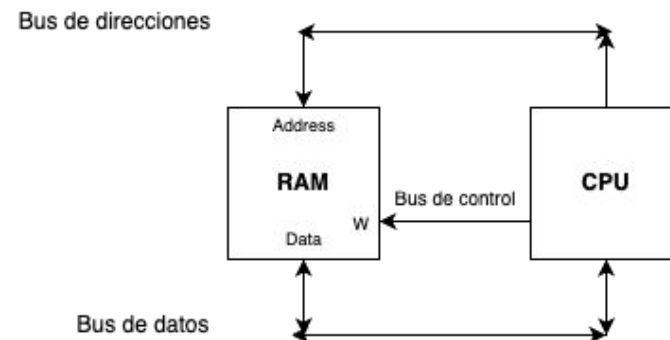 Bus de direcciones
Address
RAM
CPU
Bus de control
W
Data
Bus de datos